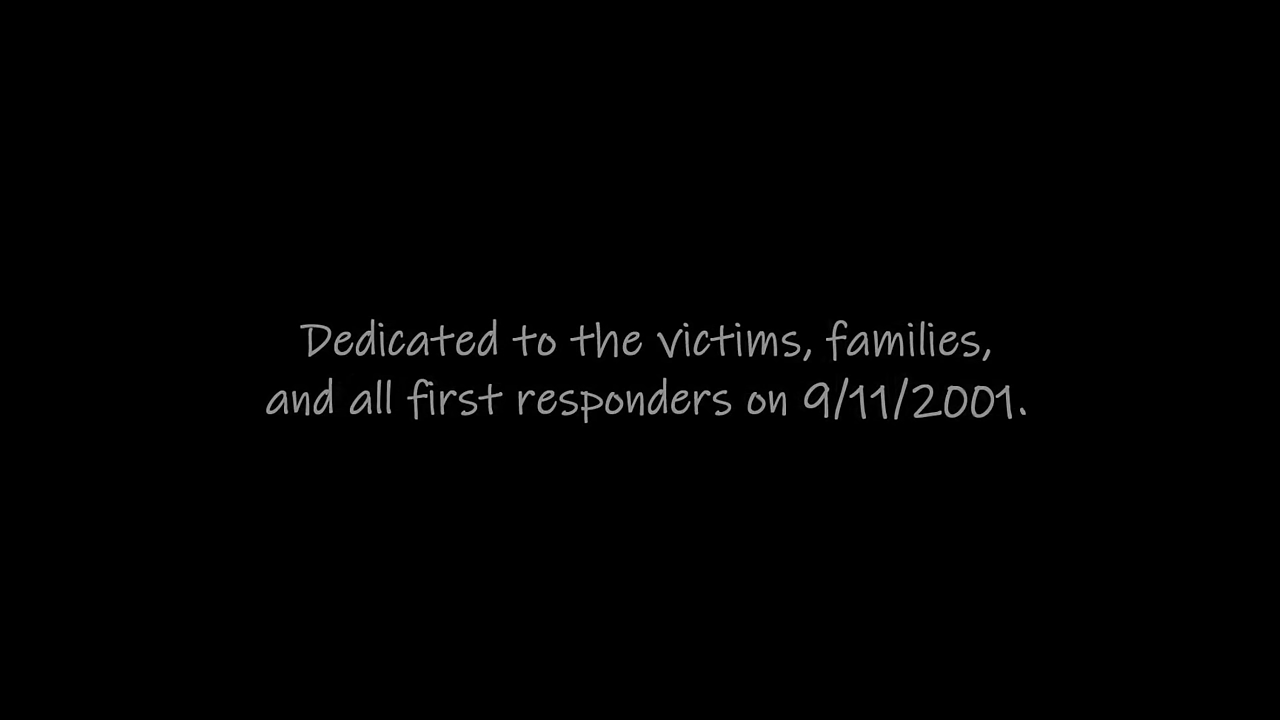 Dedicated to the victims, families,
and all first responders on 9/11/2001.